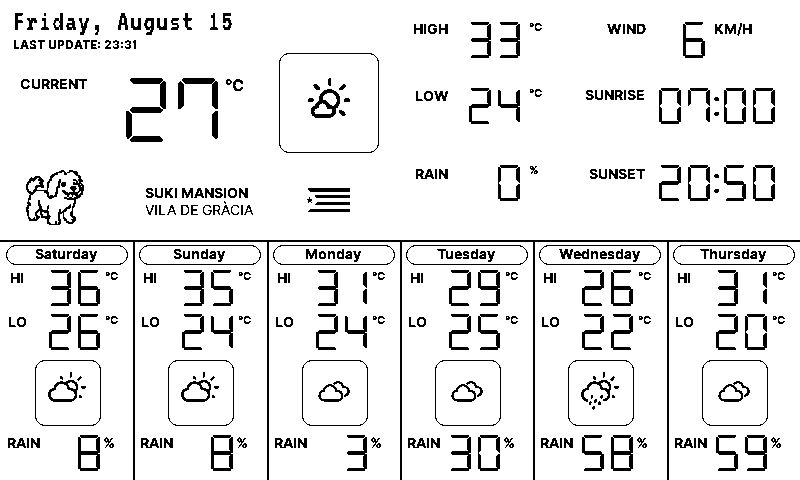 Friday, August 15
LAST UPDATE: 23:31
CURRENT 27 °C
HIGH 33 °C
LOW 24 °C
RAIN 0 %
WIND 6 KM/H
SUNRISE 07:00
SUNSET 20:50
SUKI MANSION
VILA DE GRÀCIA
Saturday
HI 36 °C
LO 26 °C
RAIN 8 %
Sunday
HI 35 °C
LO 24 °C
RAIN 8 %
Monday
HI 31 °C
LO 24 °C
RAIN 3 %
Tuesday
HI 29 °C
LO 25 °C
RAIN 30 %
Wednesday
HI 26 °C
LO 22 °C
RAIN 58 %
Thursday
HI 31 °C
LO 20 °C
RAIN 59 %